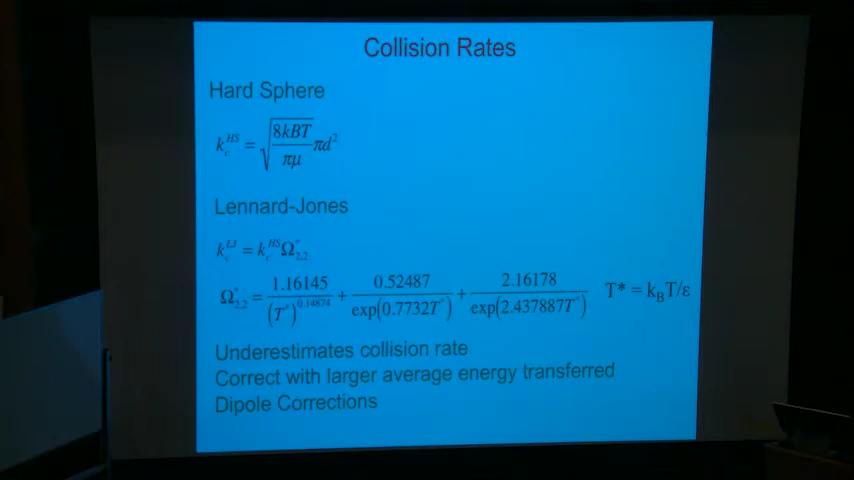 Collision Rates
Hard Sphere
k_c^{HS} = √(8kBT/πμ) πd²
Lennard-Jones
k_c^{LJ} = k_c^{HS} Ω*_{2,2}
Ω*_{2,2} = 1.16145/(T*)^{0.14874} + 0.52487/exp(0.7732T*) + 2.16178/exp(2.437887T*) T* = k_BT/ε
Underestimates collision rate
Correct with larger average energy transferred
Dipole Corrections